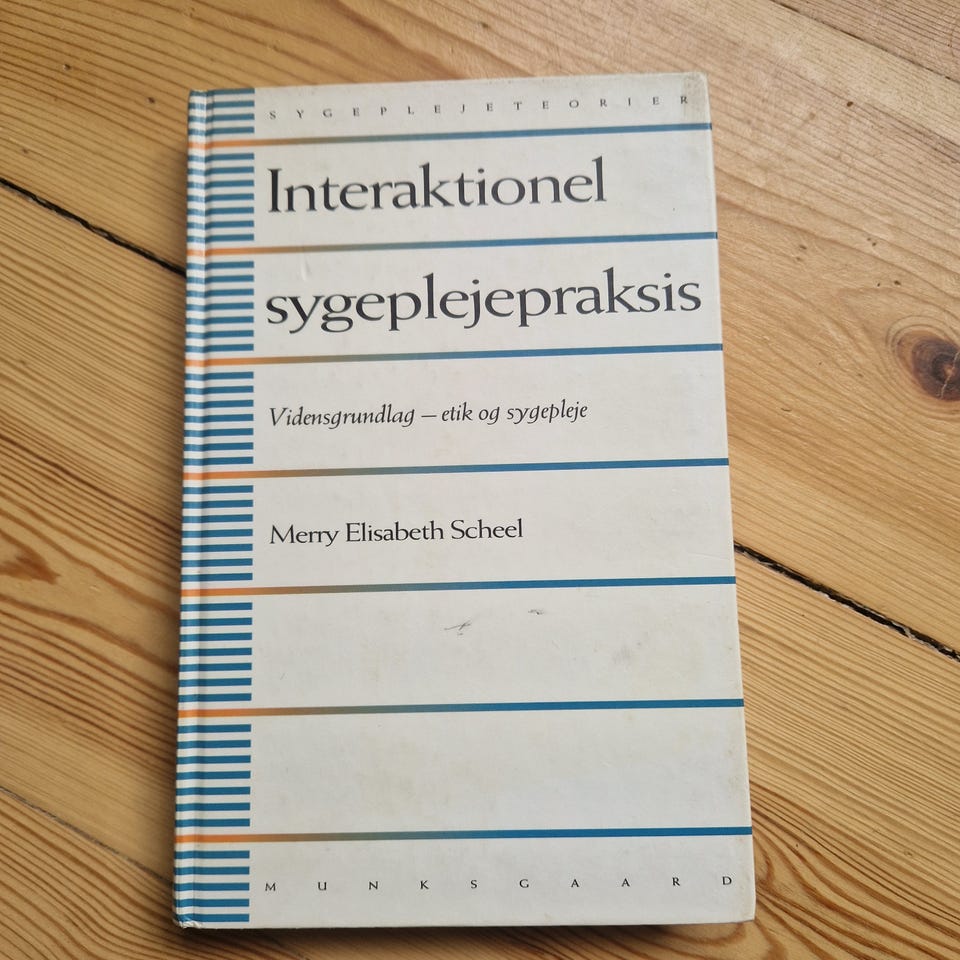 SYGEPLEJETEORIER
Interaktionel
sygeplejepraksis
Vidensgrundlag – etik og sygepleje
Merry Elisabeth Scheel
MUNKSGAARD